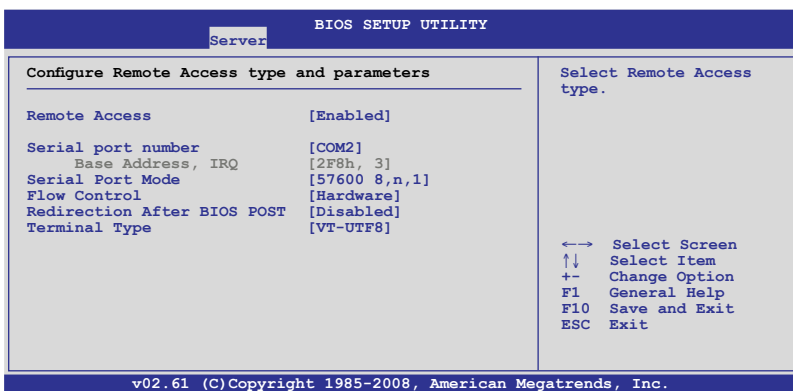 BIOS SETUP UTILITY
Server
Configure Remote Access type and parameters
Remote Access [Enabled]
Serial port number [COM2]
Base Address, IRQ [2F8h, 3]
Serial Port Mode [57600 8,n,1]
Flow Control [Hardware]
Redirection After BIOS POST [Disabled]
Terminal Type [VT-UTF8]
Select Remote Access
type.
←→ Select Screen
↑↓ Select Item
+- Change Option
F1 General Help
F10 Save and Exit
ESC Exit
v02.61 (C)Copyright 1985-2008, American Megatrends, Inc.